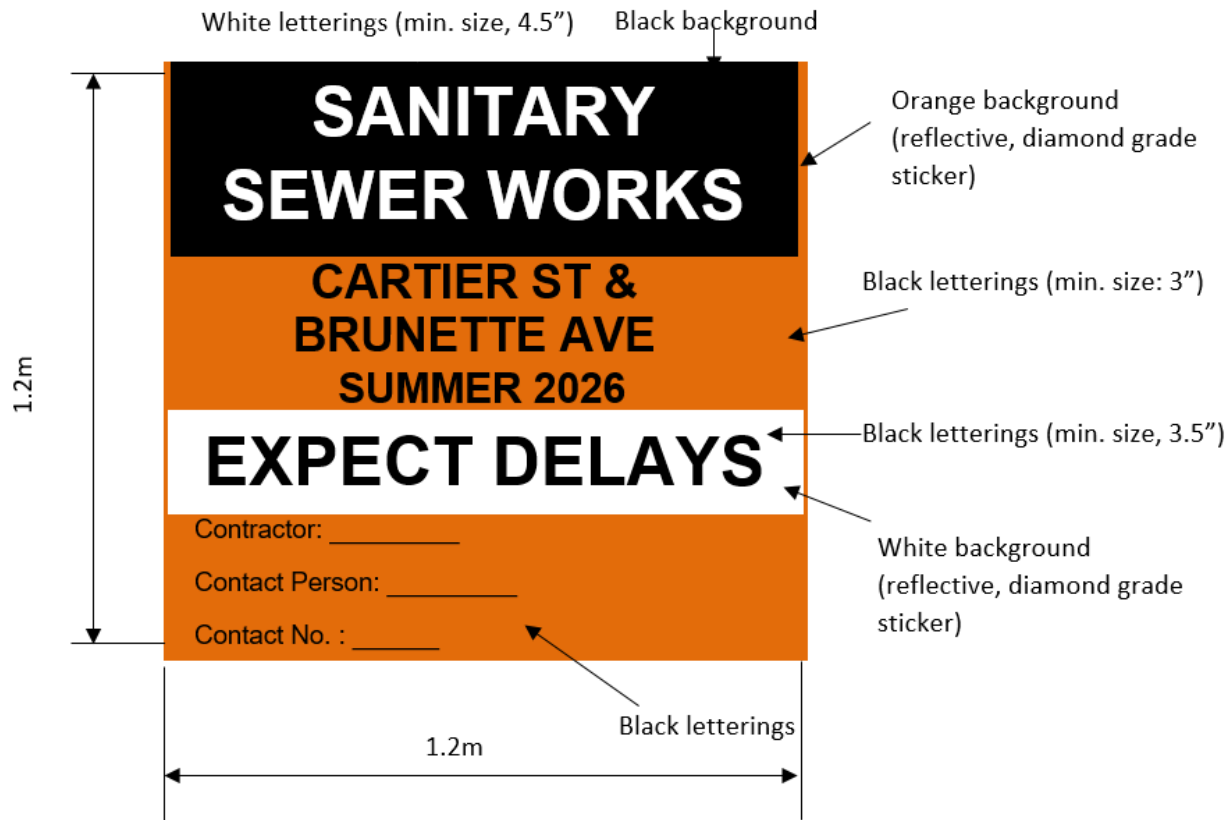 White letterings (min. size, 4.5”)
Black background
SANITARY
SEWER WORKS
Orange background
(reflective, diamond grade
sticker)
CARTIER ST &
BRUNETTE AVE
SUMMER 2026
Black letterings (min. size: 3”)
1.2m
EXPECT DELAYS
Black letterings (min. size, 3.5”)
White background
(reflective, diamond grade
sticker)
Contractor: _________
Contact Person: _________
Contact No. : ______
Black letterings
1.2m